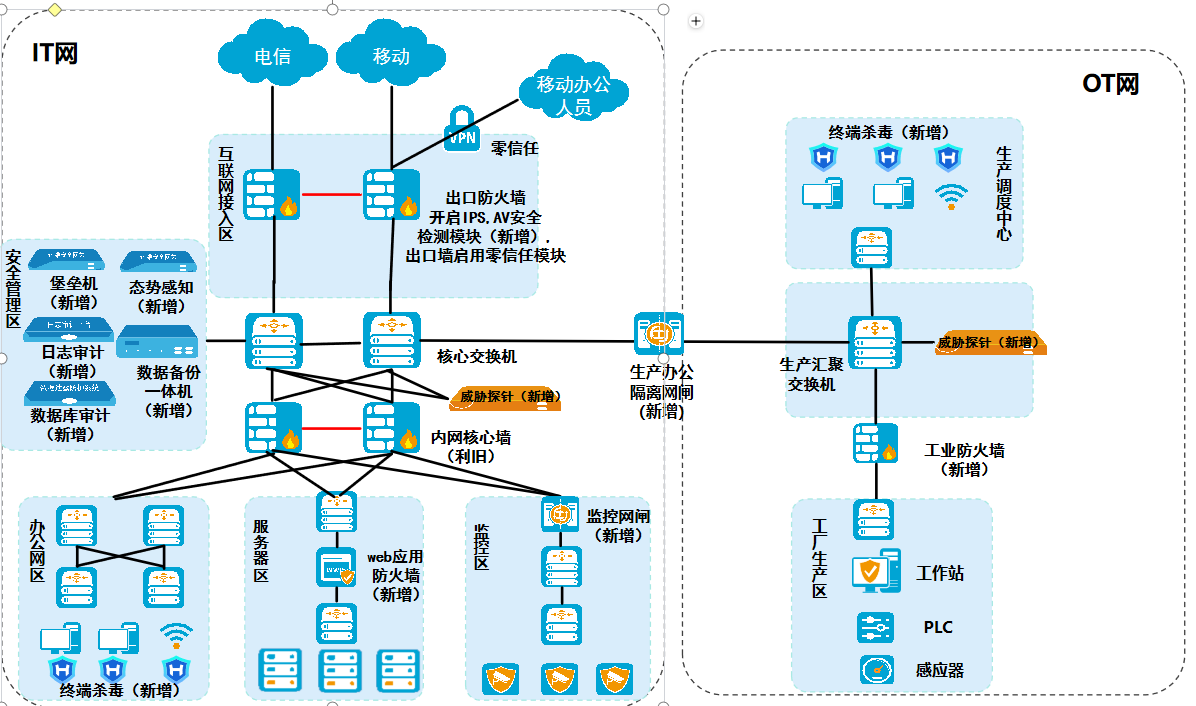 IT网
电信
移动
移动办公
人员
VPN
零信任
互联网接入区
出口防火墙
开启IPS,AV安全
检测模块（新增）,
出口墙启用零信任模块
安全管理区
堡垒机
（新增）
态势感知
（新增）
日志审计
（新增）
数据备份
一体机
（新增）
数据库审计
（新增）
核心交换机
威胁探针（新增）
内网核心墙
（利旧）
生产办公
隔离网闸
（新增）
办公网区
终端杀毒（新增）
服务器区
web应用
防火墙
（新增）
监控区
监控网闸
（新增）
OT网
终端杀毒（新增）
生产调度中心
生产汇聚
交换机
威胁探针（新增）
工业防火墙
（新增）
工厂生产区
工作站
PLC
感应器